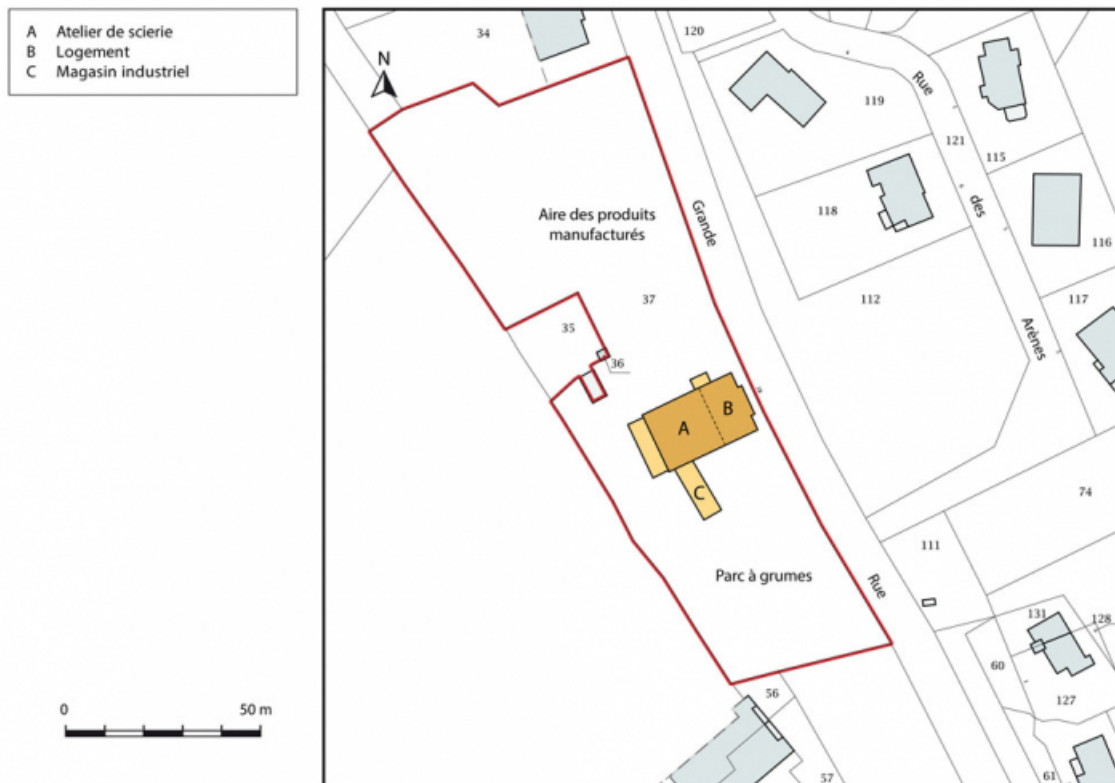 A Atelier de scierie
B Logement
C Magasin industriel
0 50 m
N
34
120
119
Rue
121
115
des
118
116
Grande
Aire des produits
manufacturés
37
112
117
Arènes
35
36
A
B
C
74
Parc à grumes
Rue
111
131
128
60
127
56
57
61